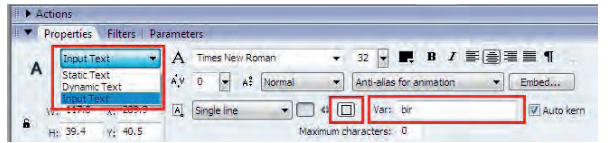 Actions
Properties Filters Parameters
Input Text A Times New Roman 32 B I ¶
A Static Text
Dynamic Text
Input Text
A V 0 A Normal Anti-alias for animation Embed...
Single line Var: bir Auto kern
H: 39.4 Y: 40.5 Maximum characters: 0